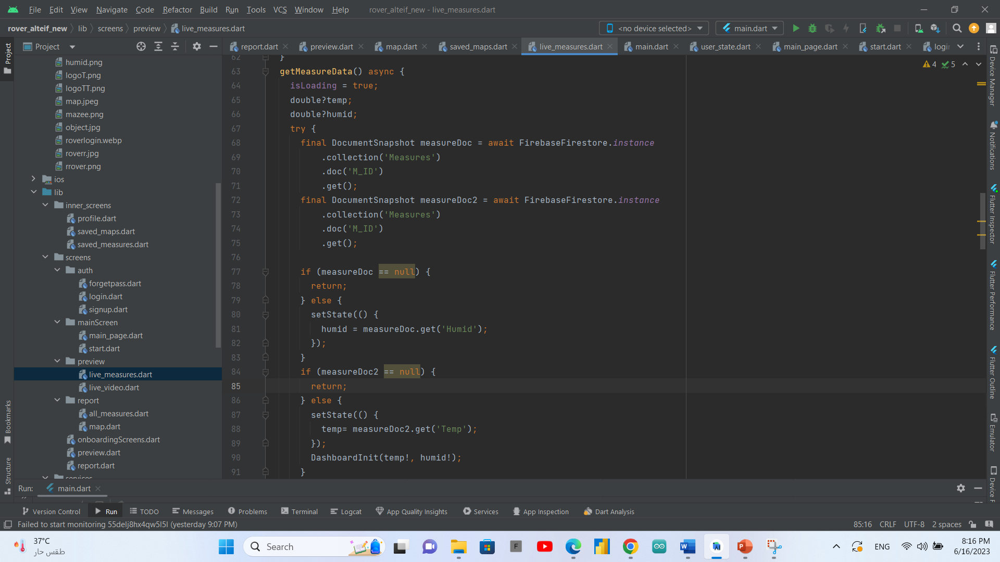 File Edit View Navigate Code Refactor Build Run Tools VCS Window Help rover_alteif_new - live_measures.dart
rover_alteif_new lib screens preview live_measures.dart <no device selected> main.dart
Project report.dart preview.dart map.dart saved_maps.dart live_measures.dart main.dart user_state.dart main_page.dart start.dart
Project
humid.png
logoT.png
logoTT.png
map.jpeg
mazee.png
object.jpg
roverlogin.webp
roverr.jpg
rrover.png
ios
lib
inner_screens
profile.dart
saved_maps.dart
saved_measures.dart
screens
auth
forgetpass.dart
login.dart
signup.dart
mainScreen
main_page.dart
start.dart
preview
live_measures.dart
live_video.dart
report
all_measures.dart
map.dart
onboardingScreens.dart
preview.dart
report.dart
services
Bookmarks
Structure
4 5
62 }
63 getMeasureData() async {
64 isLoading = true;
65 double?temp;
66 double?humid;
67 try {
68 final DocumentSnapshot measureDoc = await FirebaseFirestore.instance
69 .collection('Measures')
70 .doc('M_ID')
71 .get();
72 final DocumentSnapshot measureDoc2 = await FirebaseFirestore.instance
73 .collection('Measures')
74 .doc('M_ID')
75 .get();
76
77 if (measureDoc == null) {
78 return;
79 } else {
80 setState(() {
81 humid = measureDoc.get('Humid');
82 });
83 }
84 if (measureDoc2 == null) {
85 return;
86 } else {
87 setState(() {
88 temp= measureDoc2.get('Temp');
89 });
90 DashboardInit(temp!, humid!);
91 }
Device Manager
Notifications
Flutter Inspector
Flutter Performance
Flutter Outline
Emulator
Run: main.dart
Version Control Run TODO Messages Problems Terminal Logcat App Quality Insights Services App Inspection Dart Analysis
Failed to start monitoring 55delj8hx4qw5l5l (yesterday 9:07 PM) 85:16 CRLF UTF-8 2 spaces
37°C
طقس حار
Search
ENG
8:16 PM
6/16/2023